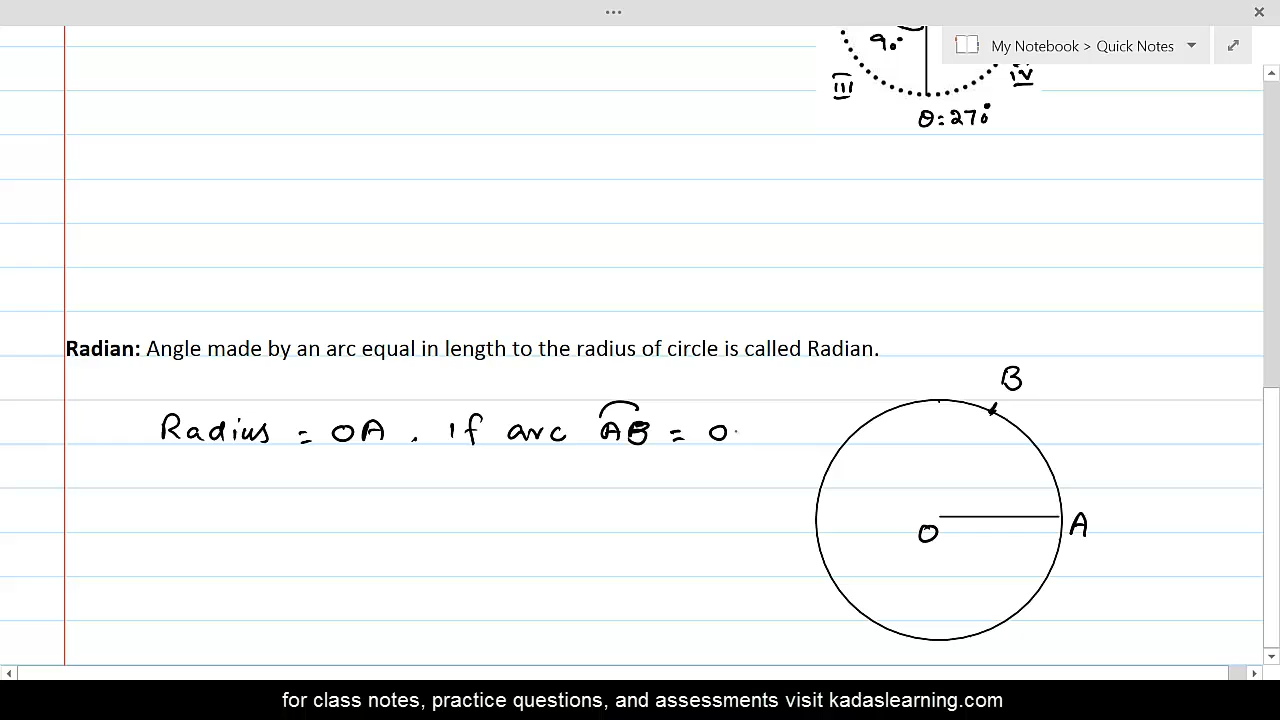 My Notebook > Quick Notes
90°
III
IV
θ = 270°
Radian: Angle made by an arc equal in length to the radius of circle is called Radian.
B
Radius = OA . If arc AB = O
O
A
for class notes, practice questions, and assessments visit kadaslearning.com